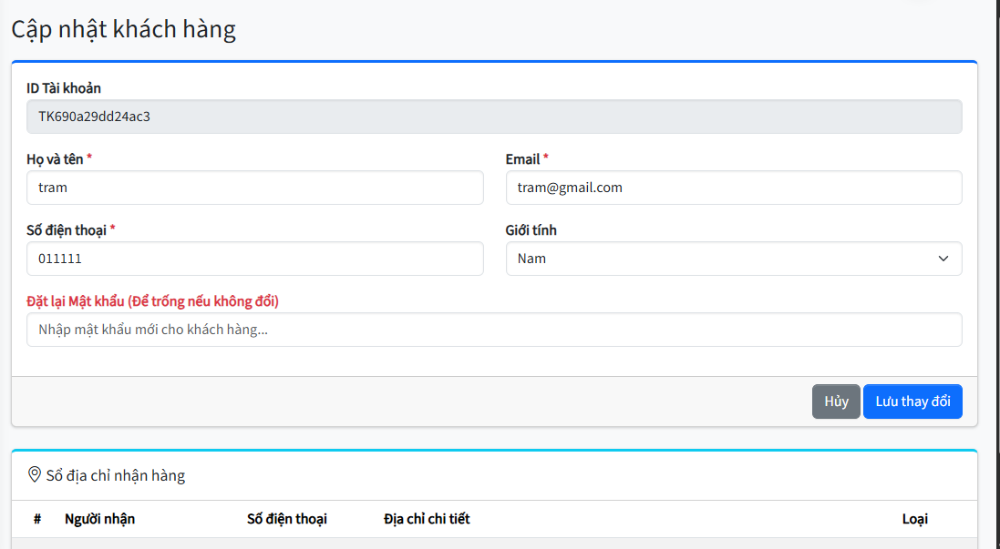 Cập nhật khách hàng
ID Tài khoản
TK690a29dd24ac3
Họ và tên * Email *
tram tram@gmail.com
Số điện thoại * Giới tính
011111 Nam
Đặt lại Mật khẩu (Để trống nếu không đổi)
Nhập mật khẩu mới cho khách hàng...
Hủy Lưu thay đổi
Sổ địa chỉ nhận hàng
# Người nhận Số điện thoại Địa chỉ chi tiết Loại